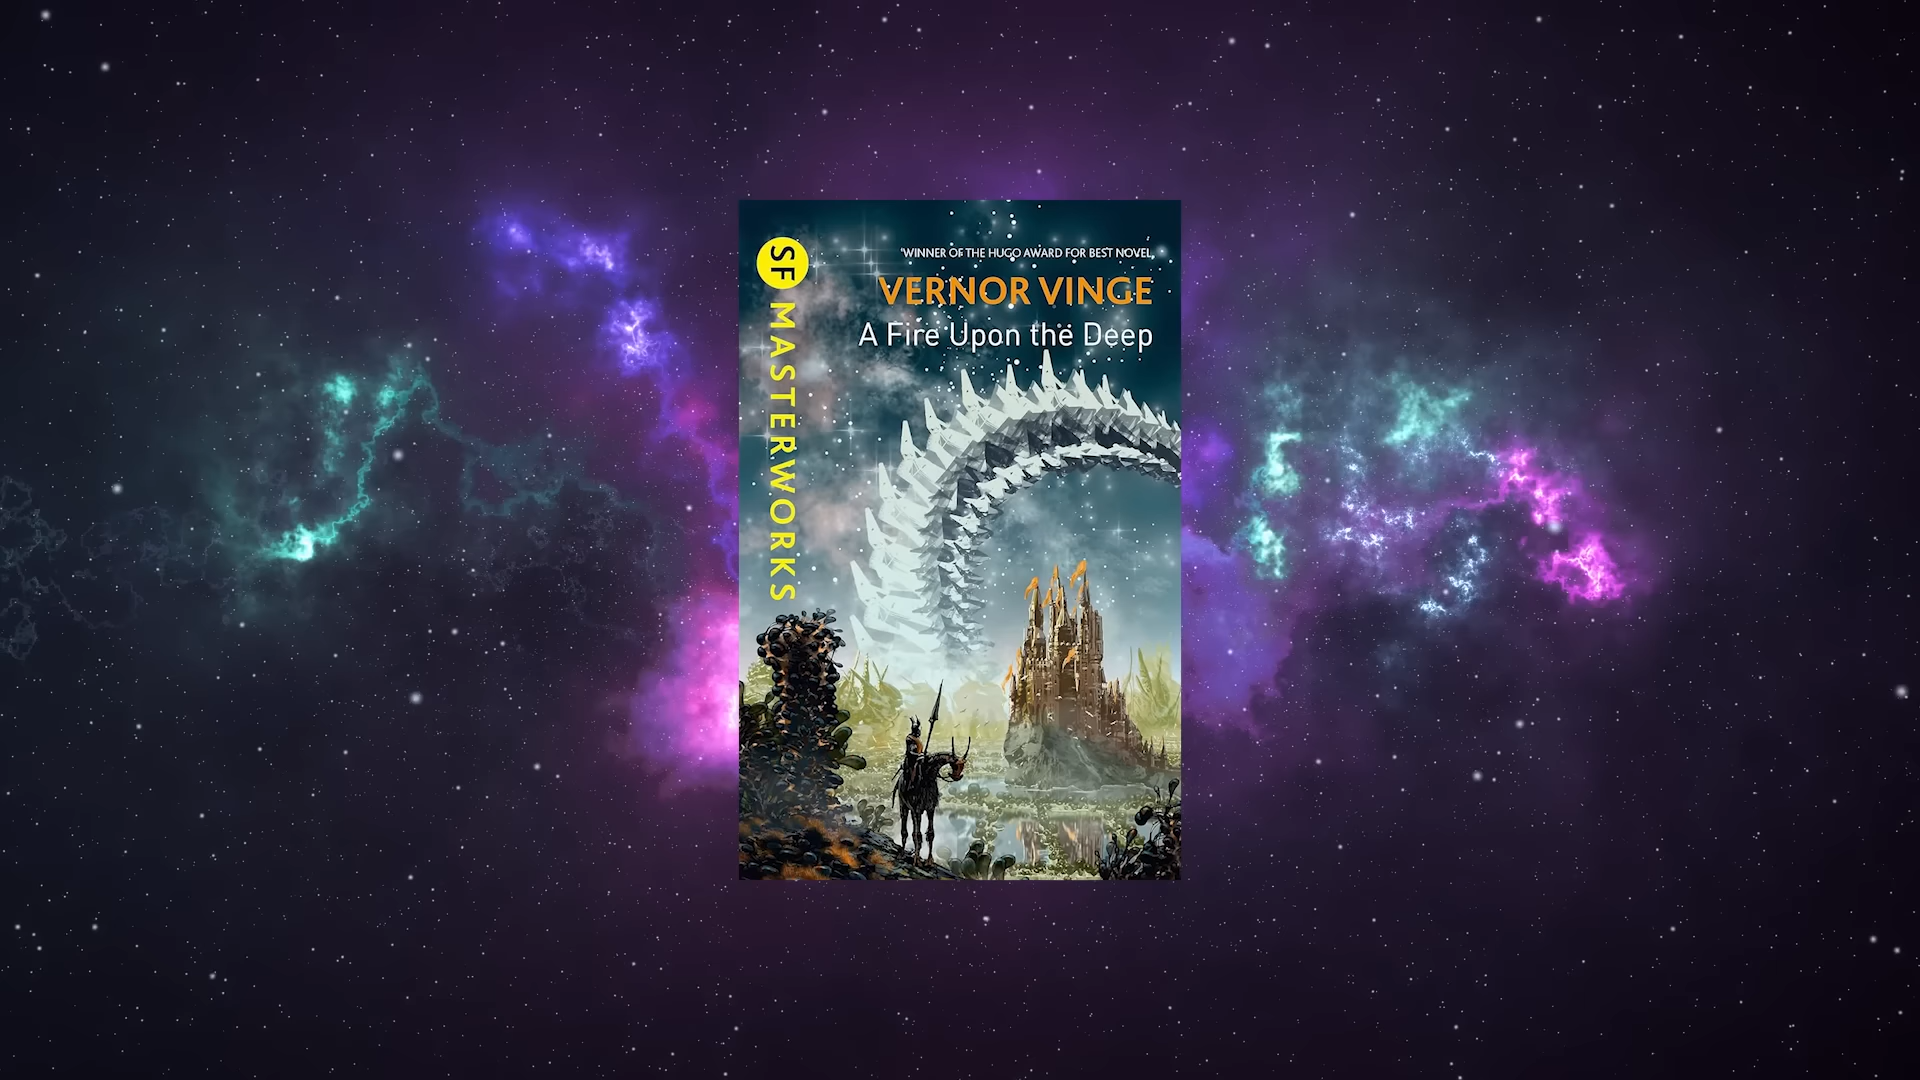 SF MASTERWORKS
'WINNER OF THE HUGO AWARD FOR BEST NOVEL
VERNOR VINGE
A Fire Upon the Deep